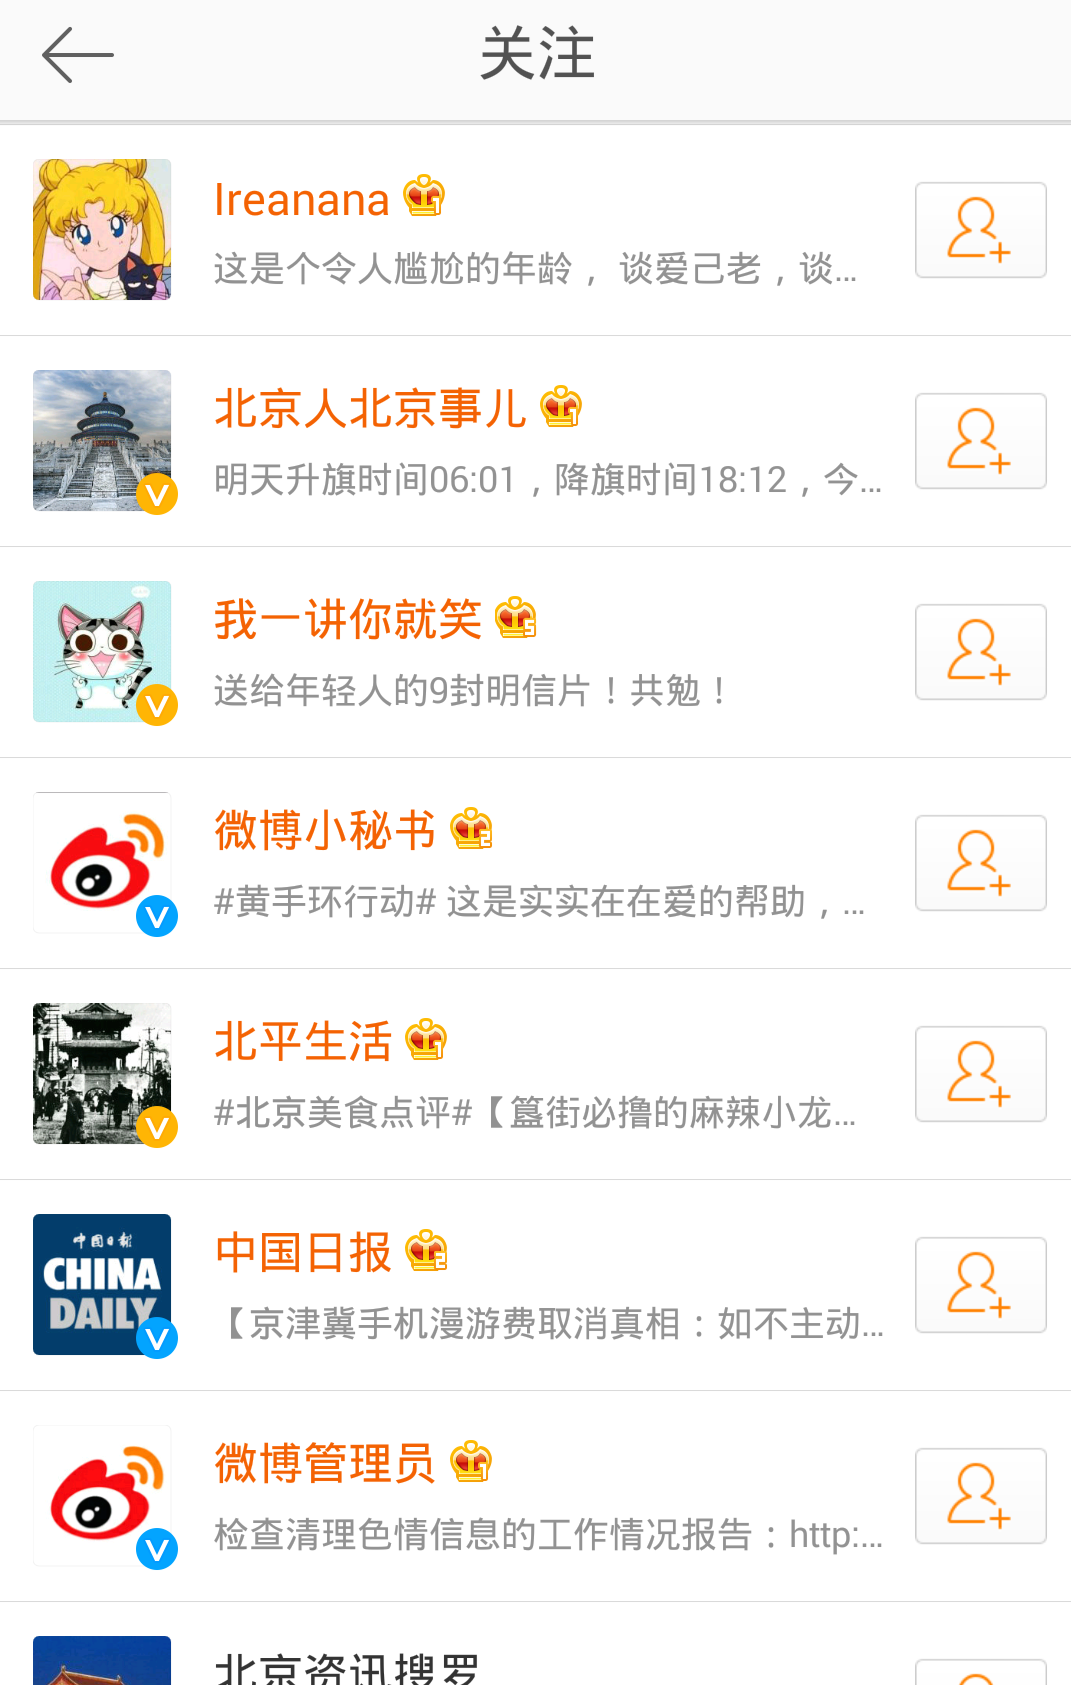 关注
Ireanana
这是个令人尴尬的年龄，谈爱己老，谈...
北京人北京事儿
明天升旗时间06:01，降旗时间18:12，今...
我一讲你就笑
送给年轻人的9封明信片！共勉！
微博小秘书
#黄手环行动# 这是实实在在爱的帮助，...
北平生活
#北京美食点评#【簋街必撸的麻辣小龙...
中国日报
CHINA
DAILY
中国日报
【京津冀手机漫游费取消真相：如不主动...
微博管理员
检查清理色情信息的工作情况报告：http:...
北京资讯搜罗